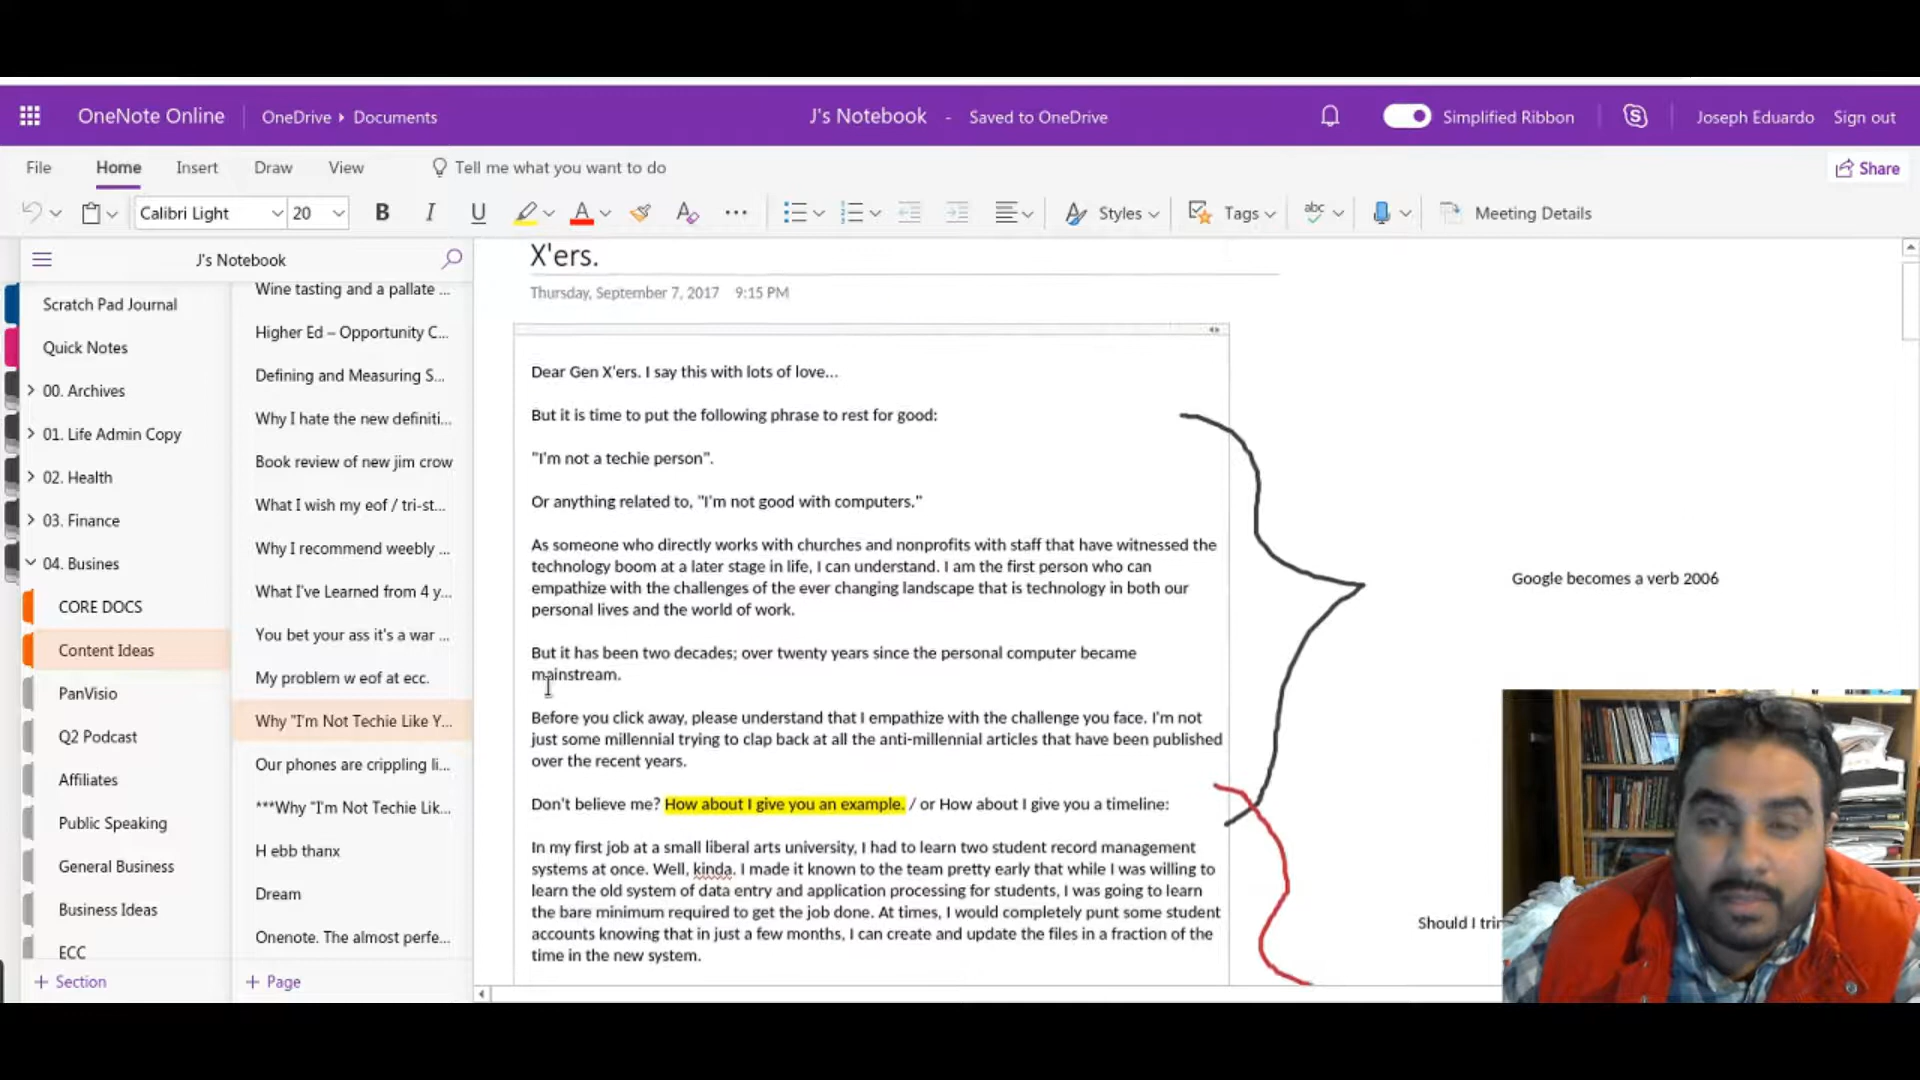 OneNote Online
OneDrive ▸ Documents
J's Notebook - Saved to OneDrive
Simplified Ribbon
Joseph Eduardo
Sign out
File Home Insert Draw View Tell me what you want to do
Share
Calibri Light 20 B I U A A ... Styles Tags abc Meeting Details
J's Notebook
Scratch Pad Journal
Quick Notes
00. Archives
01. Life Admin Copy
02. Health
03. Finance
04. Busines
CORE DOCS
Content Ideas
PanVisio
Q2 Podcast
Affiliates
Public Speaking
General Business
Business Ideas
ECC
+ Section
Wine tasting and a pallate ...
Higher Ed – Opportunity C...
Defining and Measuring S...
Why I hate the new definiti...
Book review of new jim crow
What I wish my eof / tri-st...
Why I recommend weekly ...
What I've Learned from 4 y...
You bet your ass it's a war ...
My problem w eof at ecc.
Why "I'm Not Techie Like Y...
Our phones are crippling li...
***Why "I'm Not Techie Lik...
H ebb thanx
Dream
Onenote. The almost perfe...
+ Page
X'ers.
Thursday, September 7, 2017 9:15 PM
Dear Gen X'ers. I say this with lots of love...
But it is time to put the following phrase to rest for good:
"I'm not a techie person".
Or anything related to, "I'm not good with computers."
As someone who directly works with churches and nonprofits with staff that have witnessed the
technology boom at a later stage in life, I can understand. I am the first person who can
empathize with the challenges of the ever changing landscape that is technology in both our
personal lives and the world of work.
But it has been two decades; over twenty years since the personal computer became
mainstream.
Before you click away, please understand that I empathize with the challenge you face. I'm not
just some millennial trying to clap back at all the anti-millennial articles that have been published
over the recent years.
Don't believe me? How about I give you an example. / or How about I give you a timeline:
In my first job at a small liberal arts university, I had to learn two student record management
systems at once. Well, kinda. I made it known to the team pretty early that while I was willing to
learn the old system of data entry and application processing for students, I was going to learn
the bare minimum required to get the job done. At times, I would completely punt some student
accounts knowing that in just a few months, I can create and update the files in a fraction of the
time in the new system.
Google becomes a verb 2006
Should I